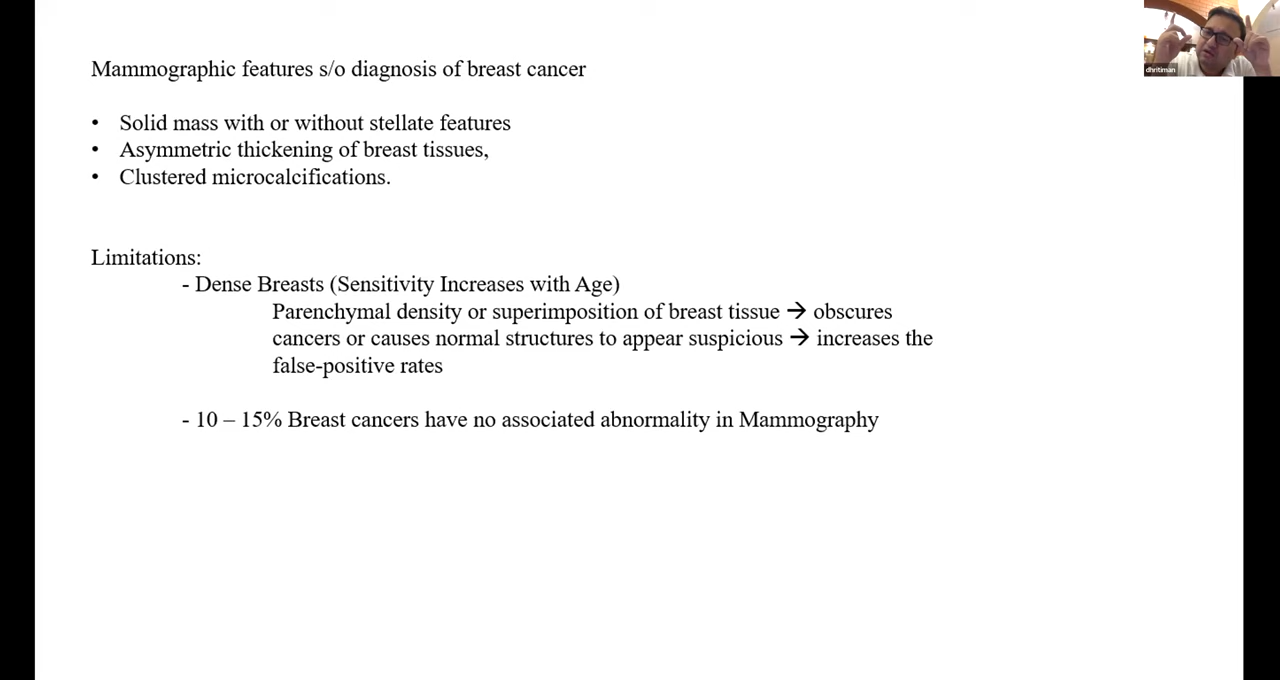 Mammographic features s/o diagnosis of breast cancer
• Solid mass with or without stellate features
• Asymmetric thickening of breast tissues,
• Clustered microcalcifications.
Limitations:
- Dense Breasts (Sensitivity Increases with Age)
Parenchymal density or superimposition of breast tissue → obscures
cancers or causes normal structures to appear suspicious → increases the
false-positive rates
- 10 – 15% Breast cancers have no associated abnormality in Mammography
dhritiman